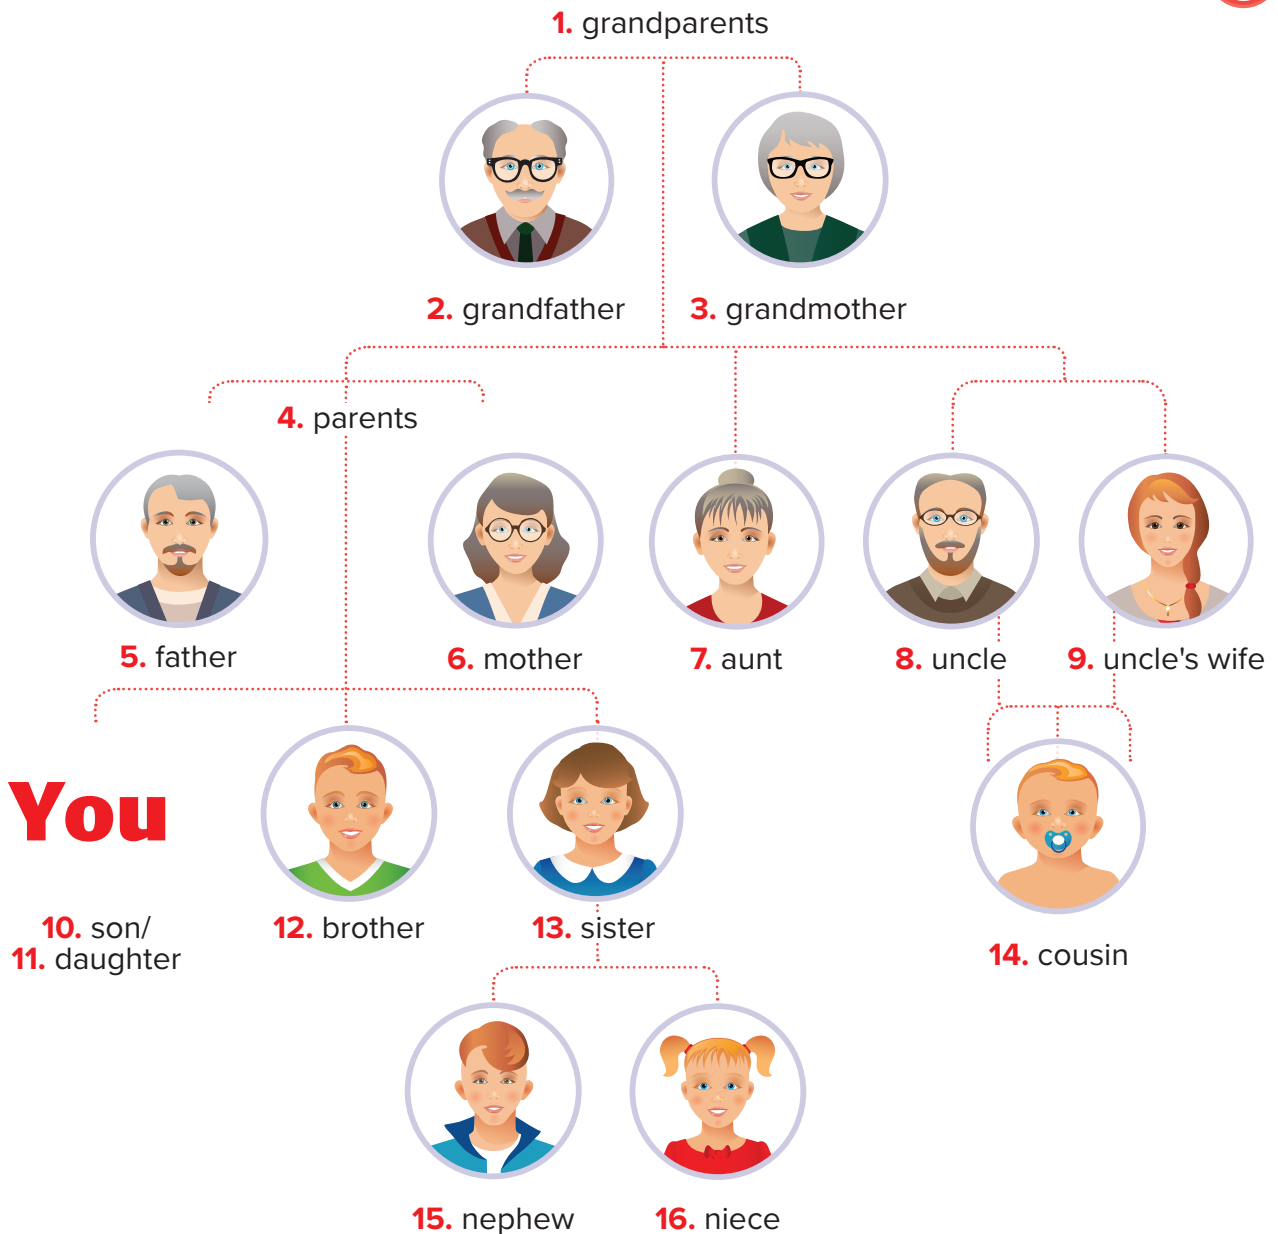 1. grandparents
2. grandfather
3. grandmother
4. parents
5. father
6. mother
7. aunt
8. uncle
9. uncle's wife
You
10. son/
11. daughter
12. brother
13. sister
14. cousin
15. nephew
16. niece